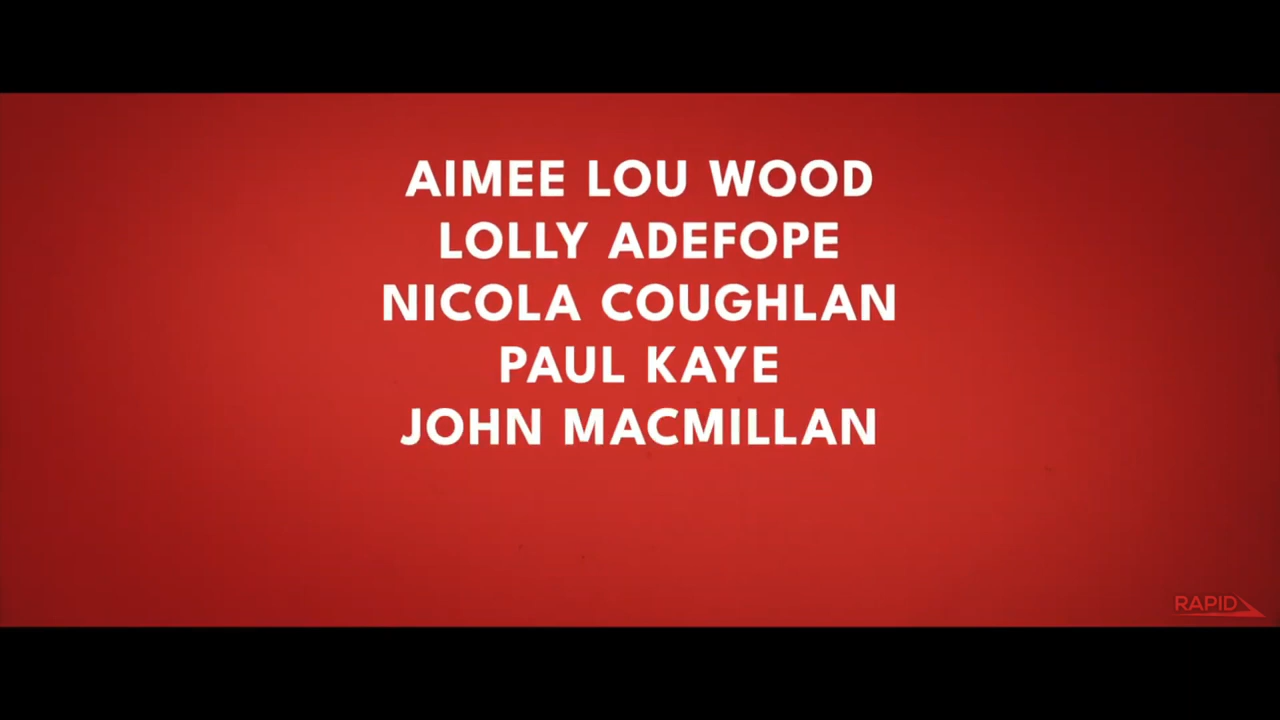 AIMEE LOU WOOD
LOLLY ADEFOPE
NICOLA COUGHLAN
PAUL KAYE
JOHN MACMILLAN
RAPID